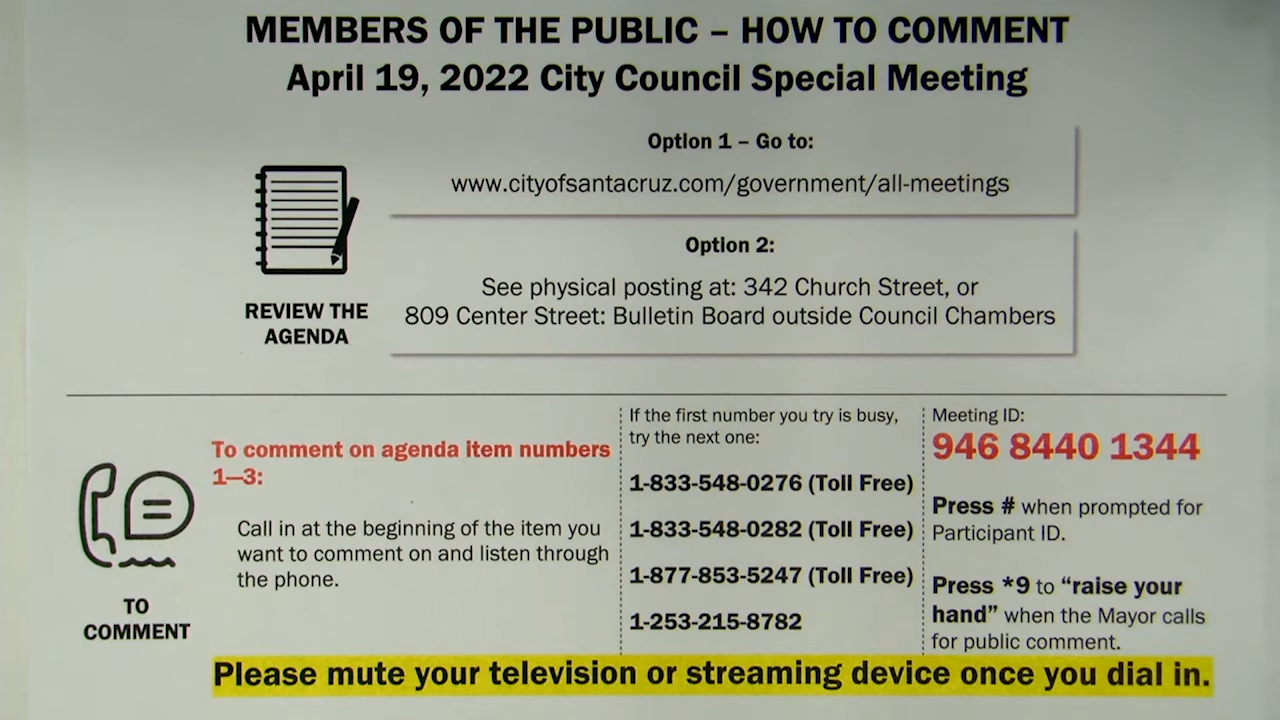 MEMBERS OF THE PUBLIC – HOW TO COMMENT
April 19, 2022 City Council Special Meeting
Option 1 – Go to:
www.cityofsantacruz.com/government/all-meetings
Option 2:
See physical posting at: 342 Church Street, or
809 Center Street: Bulletin Board outside Council Chambers
REVIEW THE
AGENDA
To comment on agenda item numbers
1—3:
Call in at the beginning of the item you
want to comment on and listen through
the phone.
TO
COMMENT
If the first number you try is busy,
try the next one:
1-833-548-0276 (Toll Free)
1-833-548-0282 (Toll Free)
1-877-853-5247 (Toll Free)
1-253-215-8782
Meeting ID:
946 8440 1344
Press # when prompted for
Participant ID.
Press *9 to “raise your
hand” when the Mayor calls
for public comment.
Please mute your television or streaming device once you dial in.